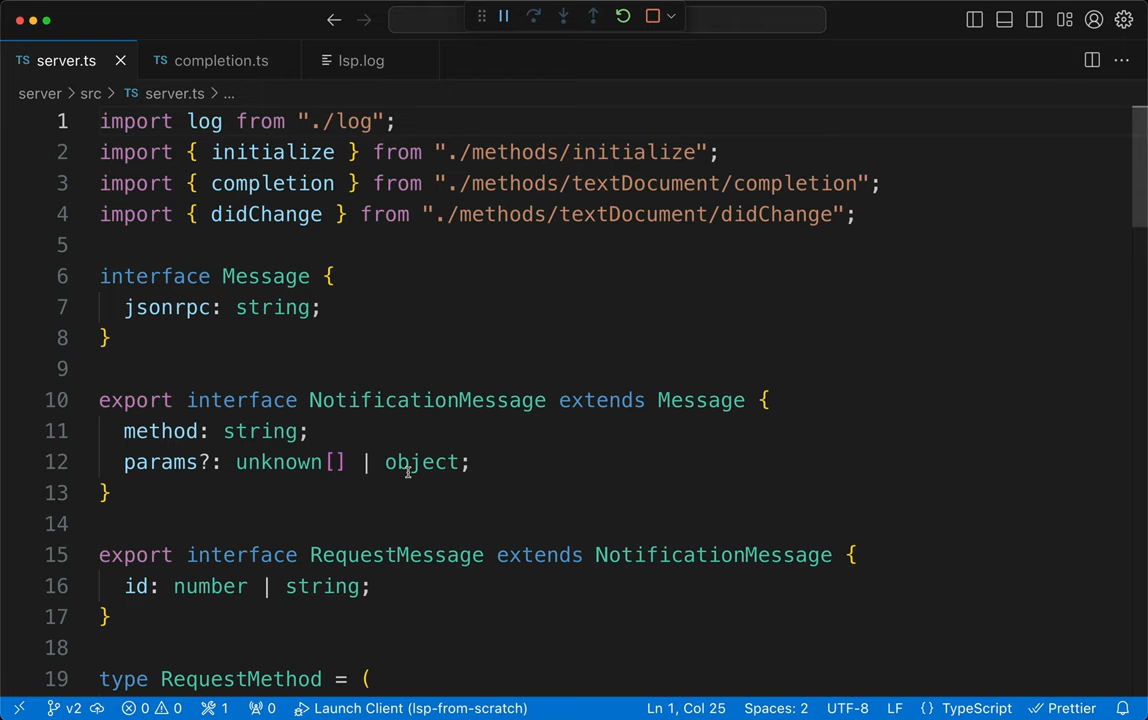 TS server.ts TS completion.ts lsp.log
server > src > TS server.ts > ...
1 import log from "./log";
2 import { initialize } from "./methods/initialize";
3 import { completion } from "./methods/textDocument/completion";
4 import { didChange } from "./methods/textDocument/didChange";
5
6 interface Message {
7 jsonrpc: string;
8 }
9
10 export interface NotificationMessage extends Message {
11 method: string;
12 params?: unknown[] | object;
13 }
14
15 export interface RequestMessage extends NotificationMessage {
16 id: number | string;
17 }
18
19 type RequestMethod = (
v2 0 0 1 0 Launch Client (lsp-from-scratch) Ln 1, Col 25 Spaces: 2 UTF-8 LF {} TypeScript Prettier